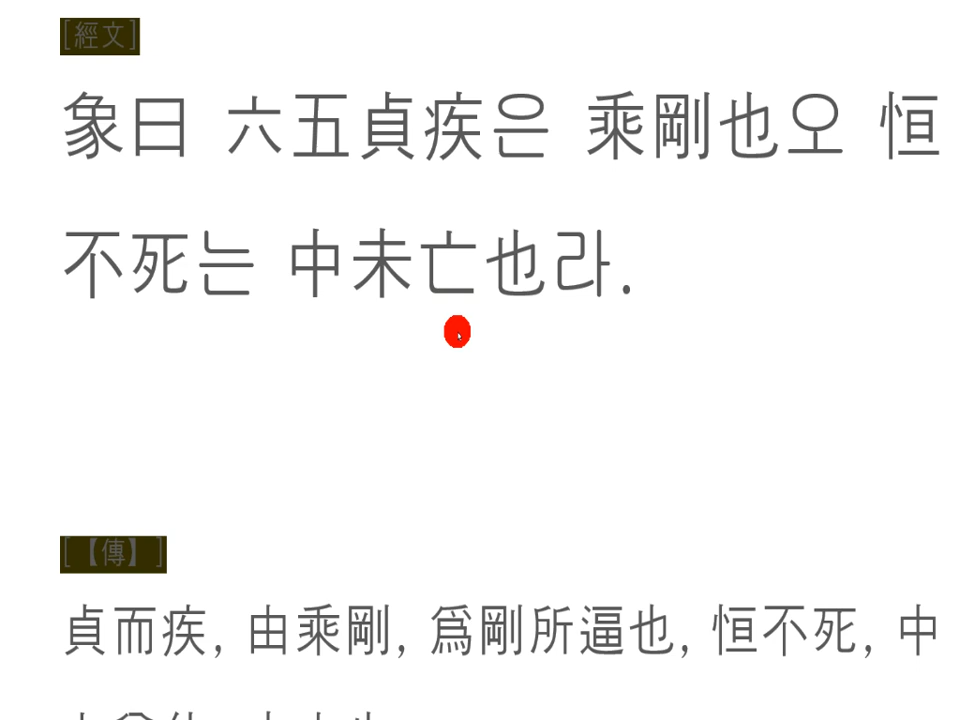 [經文]
象曰 六五貞疾은 乘剛也오 恒
不死는 中未亡也라.
[【傳】]
貞而疾, 由乘剛, 爲剛所逼也, 恒不死, 中